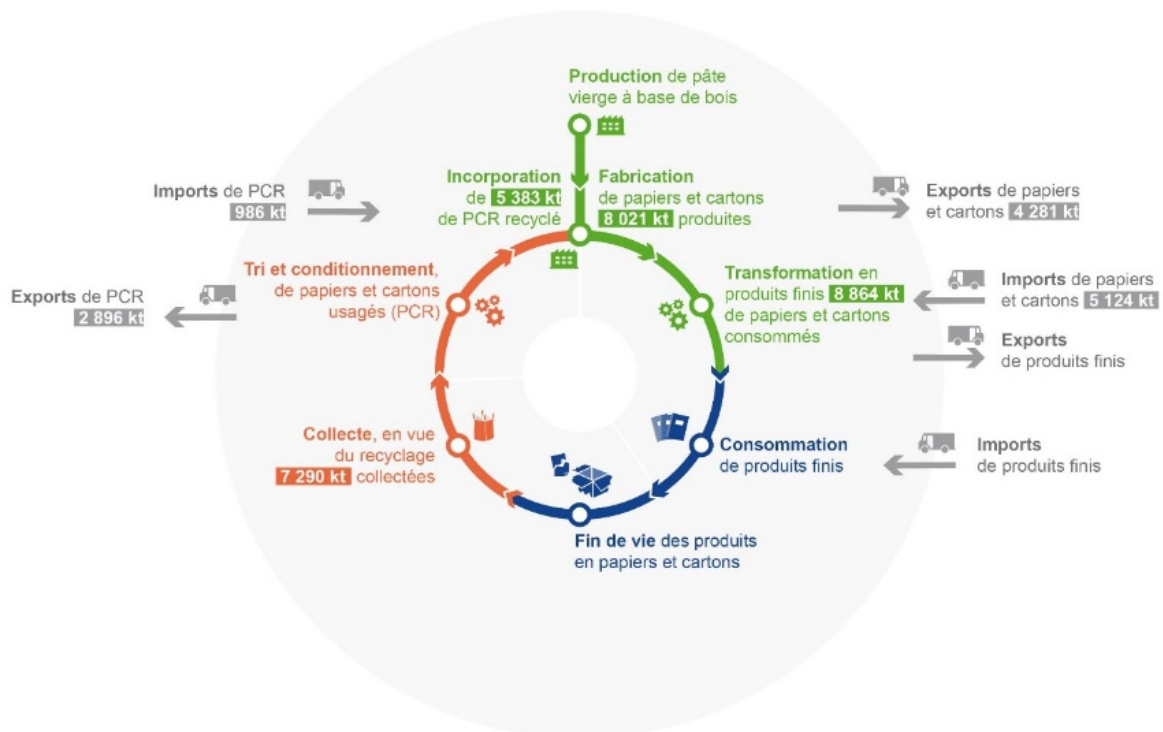 Production de pâte
vierge à base de bois
Imports de PCR
986 kt
Incorporation
de 5 383 kt
de PCR recyclé
Fabrication
de papiers et cartons
8 021 kt produites
Exports de papiers
et cartons 4 281 kt
Exports de PCR
2 896 kt
Tri et conditionnement,
de papiers et cartons
usagés (PCR)
Transformation en
produits finis 8 864 kt
de papiers et cartons
consommés
Imports de papiers
et cartons 5 124 kt
Exports
de produits finis
Collecte, en vue
du recyclage
7 290 kt collectées
Consommation
de produits finis
Imports
de produits finis
Fin de vie des produits
en papiers et cartons